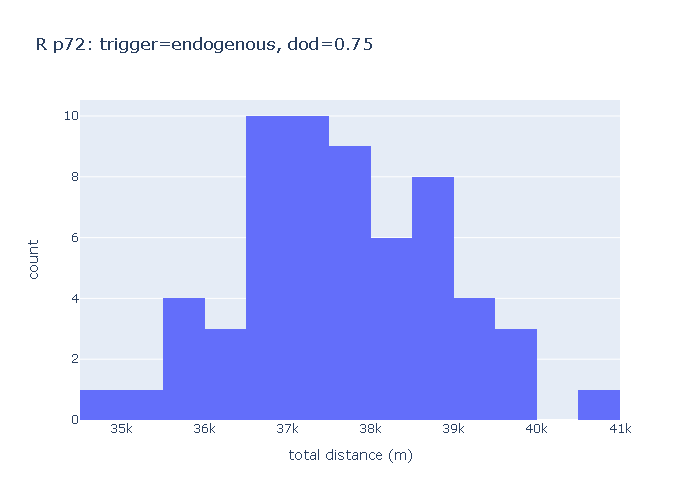 R p72: trigger=endogenous, dod=0.75
10
8
6
4
2
0
count
35k 36k 37k 38k 39k 40k 41k
total distance (m)